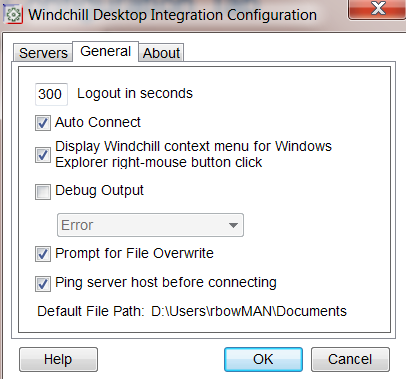 Windchill Desktop Integration Configuration
Servers General About
300 Logout in seconds
Auto Connect
Display Windchill context menu for Windows
Explorer right-mouse button click
Debug Output
Error
Prompt for File Overwrite
Ping server host before connecting
Default File Path: D:\Users\rbowMAN\Documents
Help OK Cancel